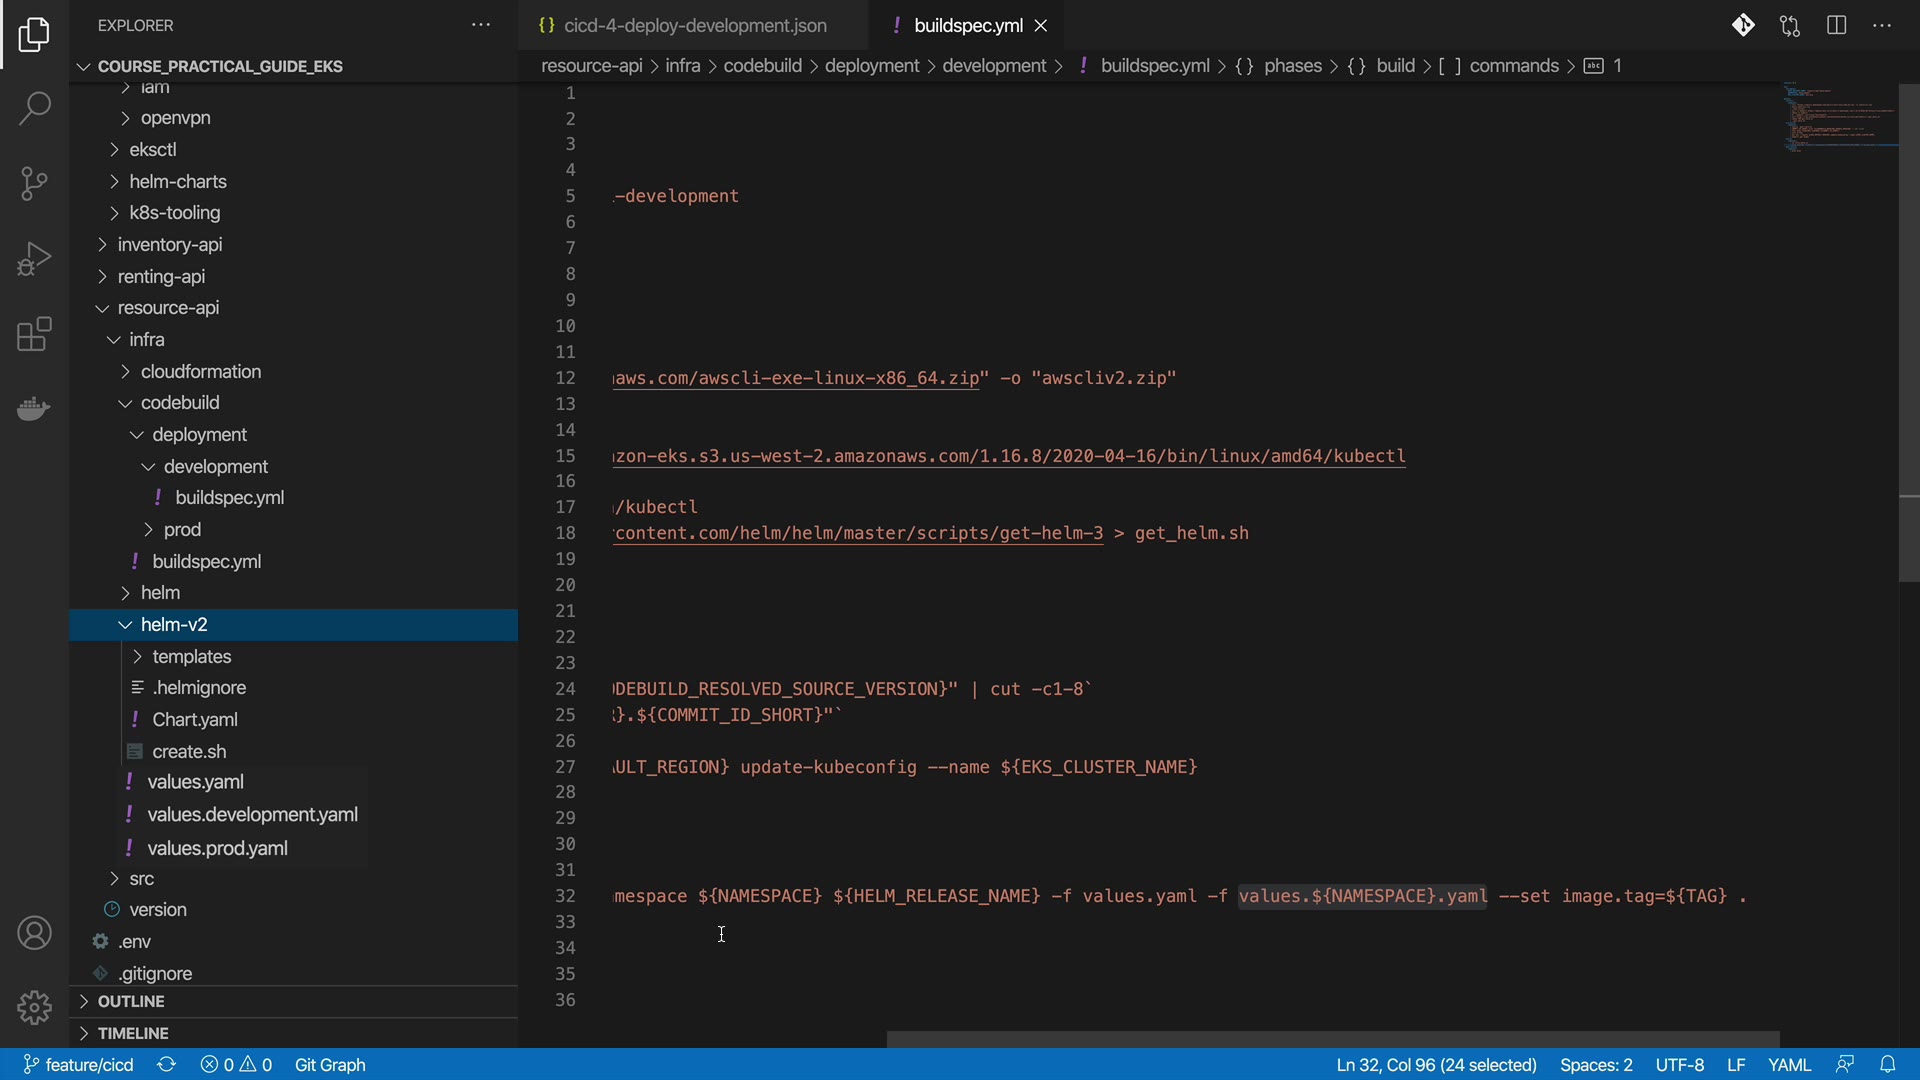 EXPLORER
COURSE_PRACTICAL_GUIDE_EKS
iam
openvpn
eksctl
helm-charts
k8s-tooling
inventory-api
renting-api
resource-api
infra
cloudformation
codebuild
deployment
development
! buildspec.yml
prod
! buildspec.yml
helm
helm-v2
templates
.helmignore
! Chart.yaml
create.sh
! values.yaml
! values.development.yaml
! values.prod.yaml
src
version
.env
.gitignore
OUTLINE
TIMELINE
{} cicd-4-deploy-development.json
! buildspec.yml
resource-api > infra > codebuild > deployment > development > ! buildspec.yml > {} phases > {} build > [ ] commands > abc 1
1
2
3
4
5 -development
6
7
8
9
10
11
12 aws.com/awscli-exe-linux-x86_64.zip" -o "awscliv2.zip"
13
14
15 zon-eks.s3.us-west-2.amazonaws.com/1.16.8/2020-04-16/bin/linux/amd64/kubectl
16
17 /kubectl
18 content.com/helm/helm/master/scripts/get-helm-3 > get_helm.sh
19
20
21
22
23
24 DEBUILD_RESOLVED_SOURCE_VERSION}" | cut -c1-8`
25 }.${COMMIT_ID_SHORT}"`
26
27 ULT_REGION} update-kubeconfig --name ${EKS_CLUSTER_NAME}
28
29
30
31
32 mespace ${NAMESPACE} ${HELM_RELEASE_NAME} -f values.yaml -f values.${NAMESPACE}.yaml --set image.tag=${TAG} .
33
34
35
36
feature/cicd 0 0 Git Graph Ln 32, Col 96 (24 selected) Spaces: 2 UTF-8 LF YAML